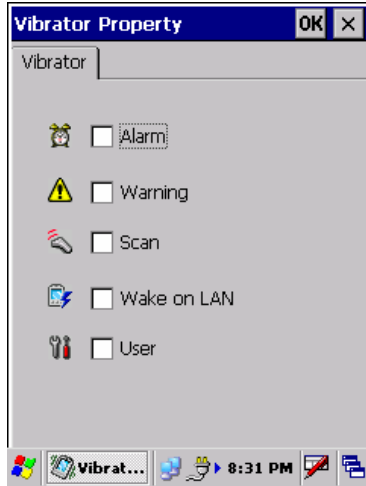 Vibrator Property OK ×
Vibrator
Alarm
Warning
Scan
Wake on LAN
User
Vibrat... 8:31 PM